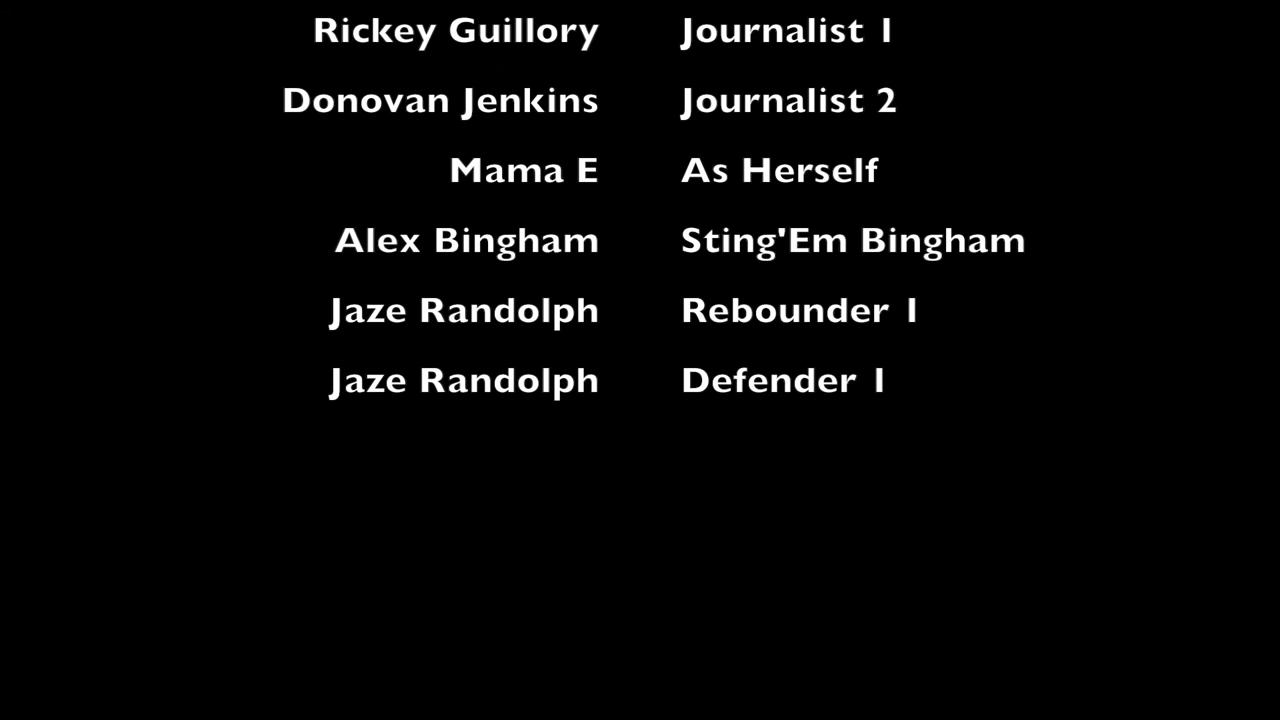 Rickey Guillory Journalist 1
Donovan Jenkins Journalist 2
Mama E As Herself
Alex Bingham Sting'Em Bingham
Jaze Randolph Rebounder 1
Jaze Randolph Defender 1